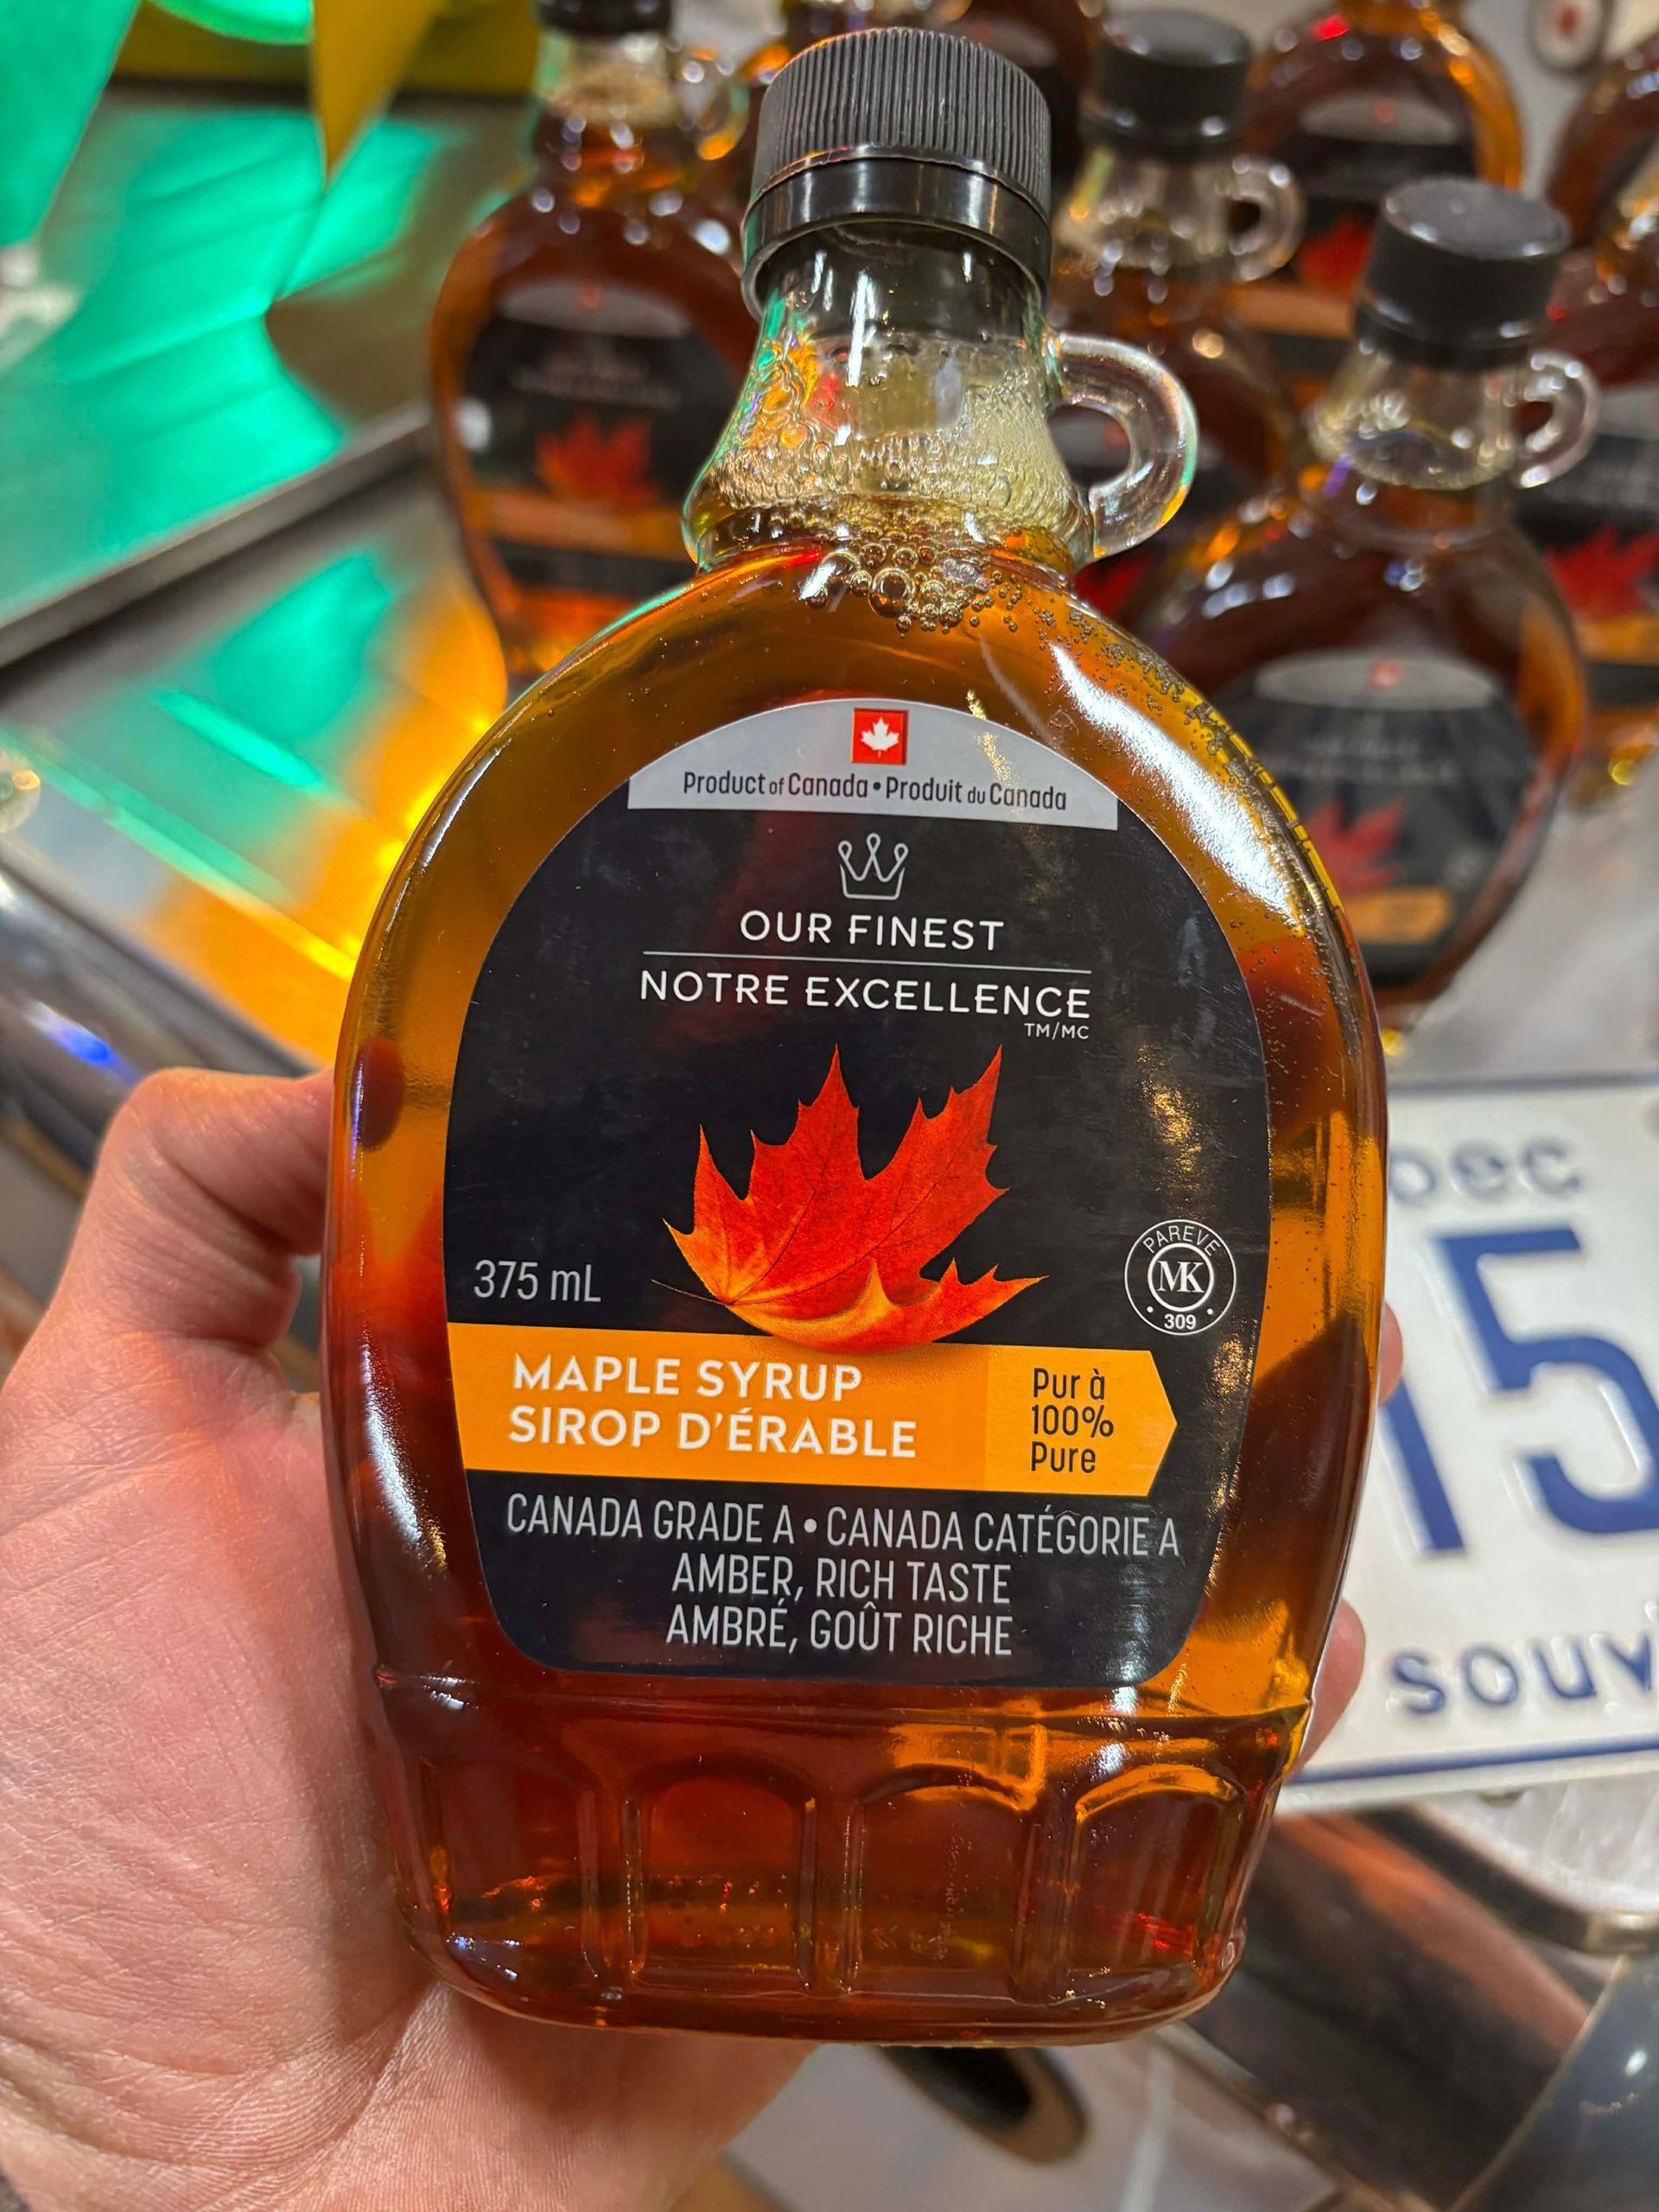 Product of Canada • Produit du Canada
OUR FINEST
NOTRE EXCELLENCE
TM/MC
375 mL
PAREVE
MK
• 309 •
MAPLE SYRUP
SIROP D'ÉRABLE
Pur à
100%
Pure
CANADA GRADE A • CANADA CATÉGORIE A
AMBER, RICH TASTE
AMBRÉ, GOÛT RICHE
15